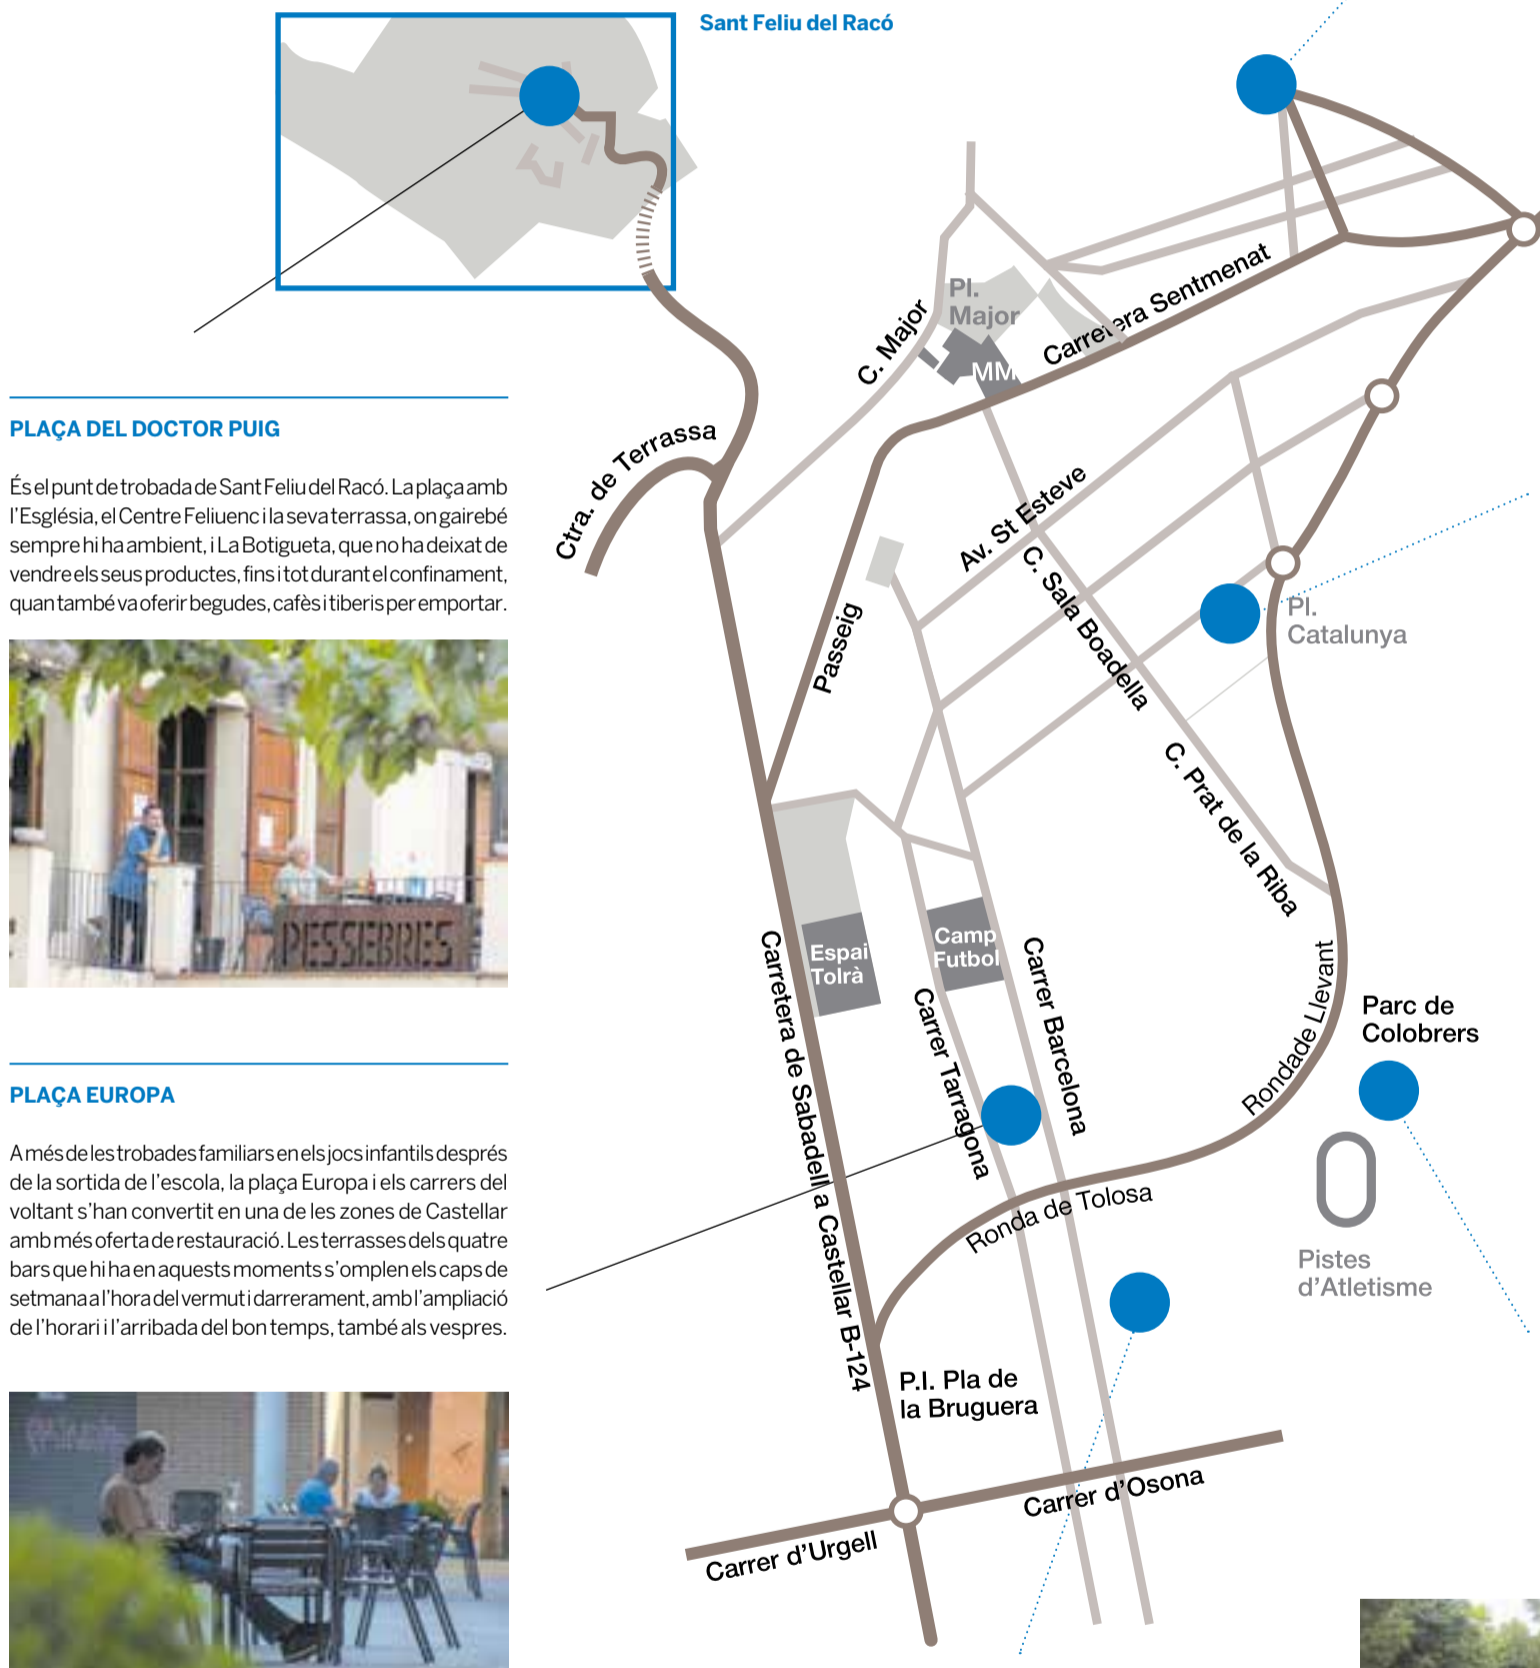 Sant Feliu del Racó
PLAÇA DEL DOCTOR PUIG
És el punt de trobada de Sant Feliu del Racó. La plaça amb
l'Església, el Centre Feliuenc i la seva terrassa, on gairebé
sempre hi ha ambient, i La Botigueta, que no ha deixat de
vendre els seus productes, fins i tot durant el confinament,
quan també va oferir begudes, cafès i tiberis per emportar.
PESSEBRES
PLAÇA EUROPA
A més de les trobades familiars en els jocs infantils després
de la sortida de l'escola, la plaça Europa i els carrers del
voltant s'han convertit en una de les zones de Castellar
amb més oferta de restauració. Les terrasses dels quatre
bars que hi ha en aquests moments s'omplen els caps de
setmana a l'hora del vermut i darrerament, amb l'ampliació
de l'horari i l'arribada del bon temps, també als vespres.
Pl.
Major
C. Major
MM
Carretera Sentmenat
Ctra. de Terrassa
Av. St Esteve
C. Sala Boadella
Passeig
Pl.
Catalunya
C. Prat de la Riba
Espai
Tolrà
Camp
Futbol
Carretera de Sabadell a Castellar B-124
Carrer Tarragona
Carrer Barcelona
Rondade Llevant
Parc de
Colobrers
Ronda de Tolosa
Pistes
d'Atletisme
P.I. Pla de
la Bruguera
Carrer d'Osona
Carrer d'Urgell